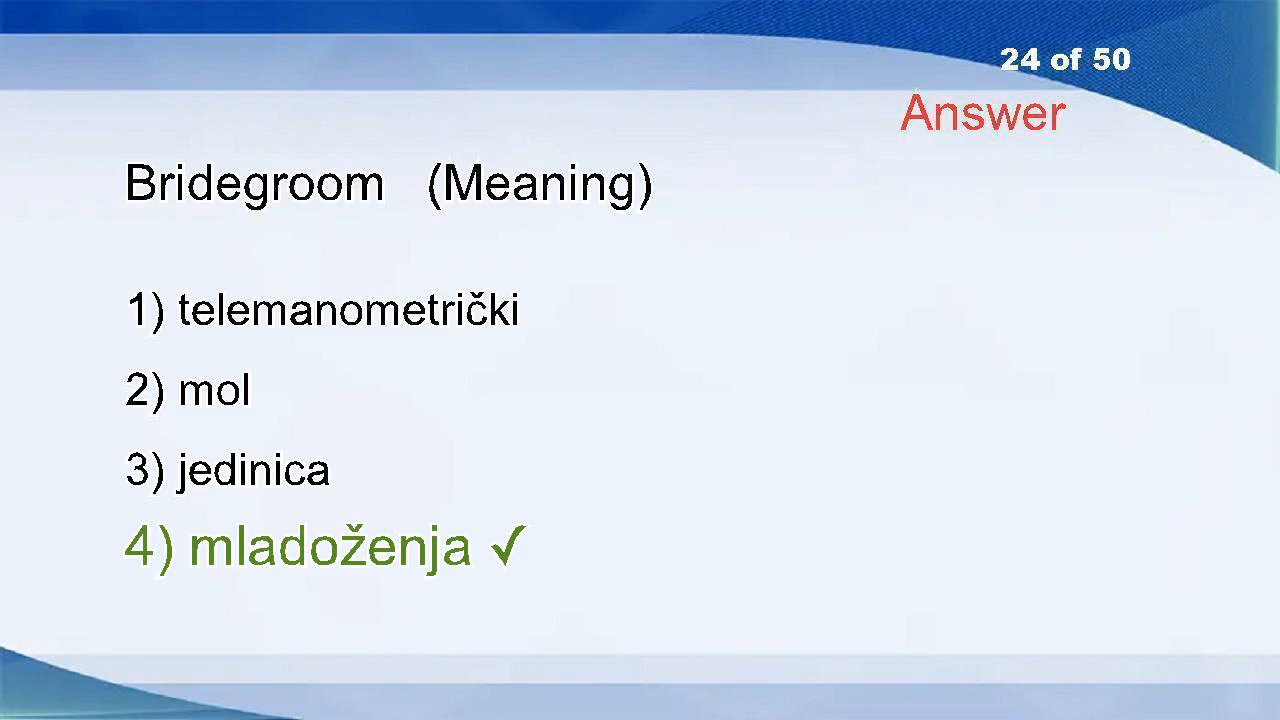 24 of 50
Answer
Bridegroom (Meaning)
1) telemanometrički
2) mol
3) jedinica
4) mladoženja ✓